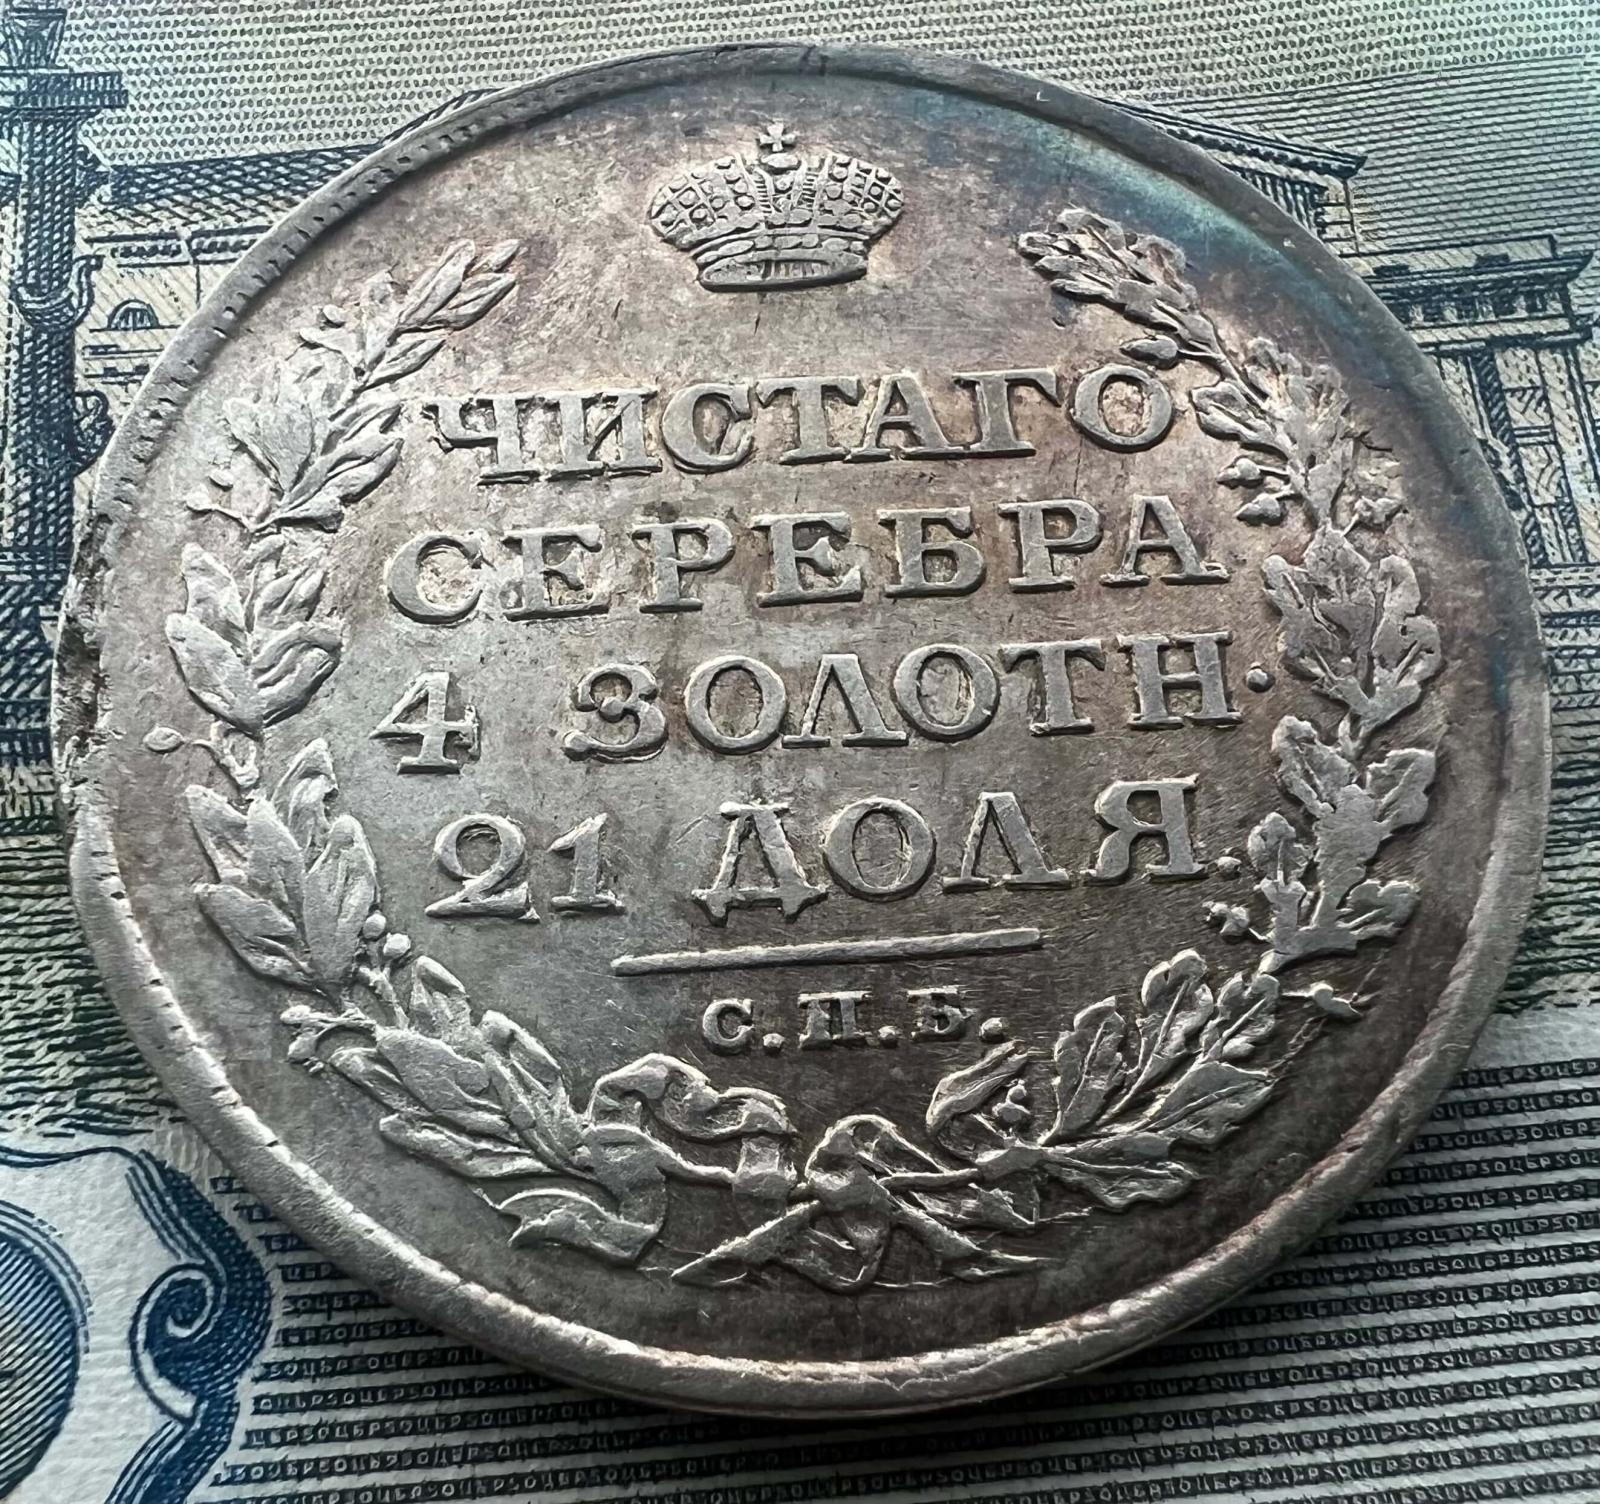 ЧИСТАГО
СЕРЕБРА
4 ЗОЛОТН.
21 ДОЛЯ.
С.П.Б.